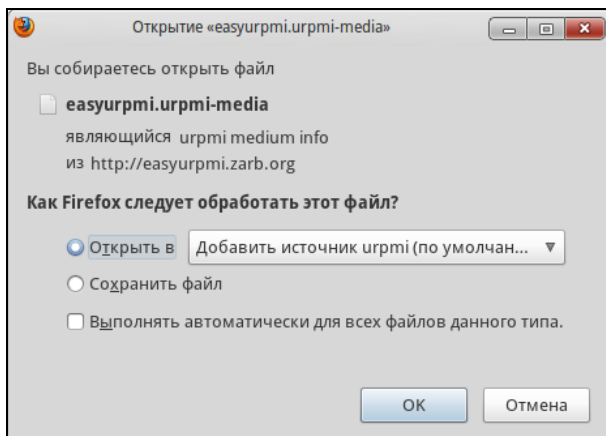 Открытие «easyurpmi.urpmi-media»
Вы собираетесь открыть файл
easyurpmi.urpmi-media
являющийся urpmi medium info
из http://easyurpmi.zarb.org
Как Firefox следует обработать этот файл?
Открыть в Добавить источник urpmi (по умолчан...
Сохранить файл
Выполнять автоматически для всех файлов данного типа.
OK Отмена